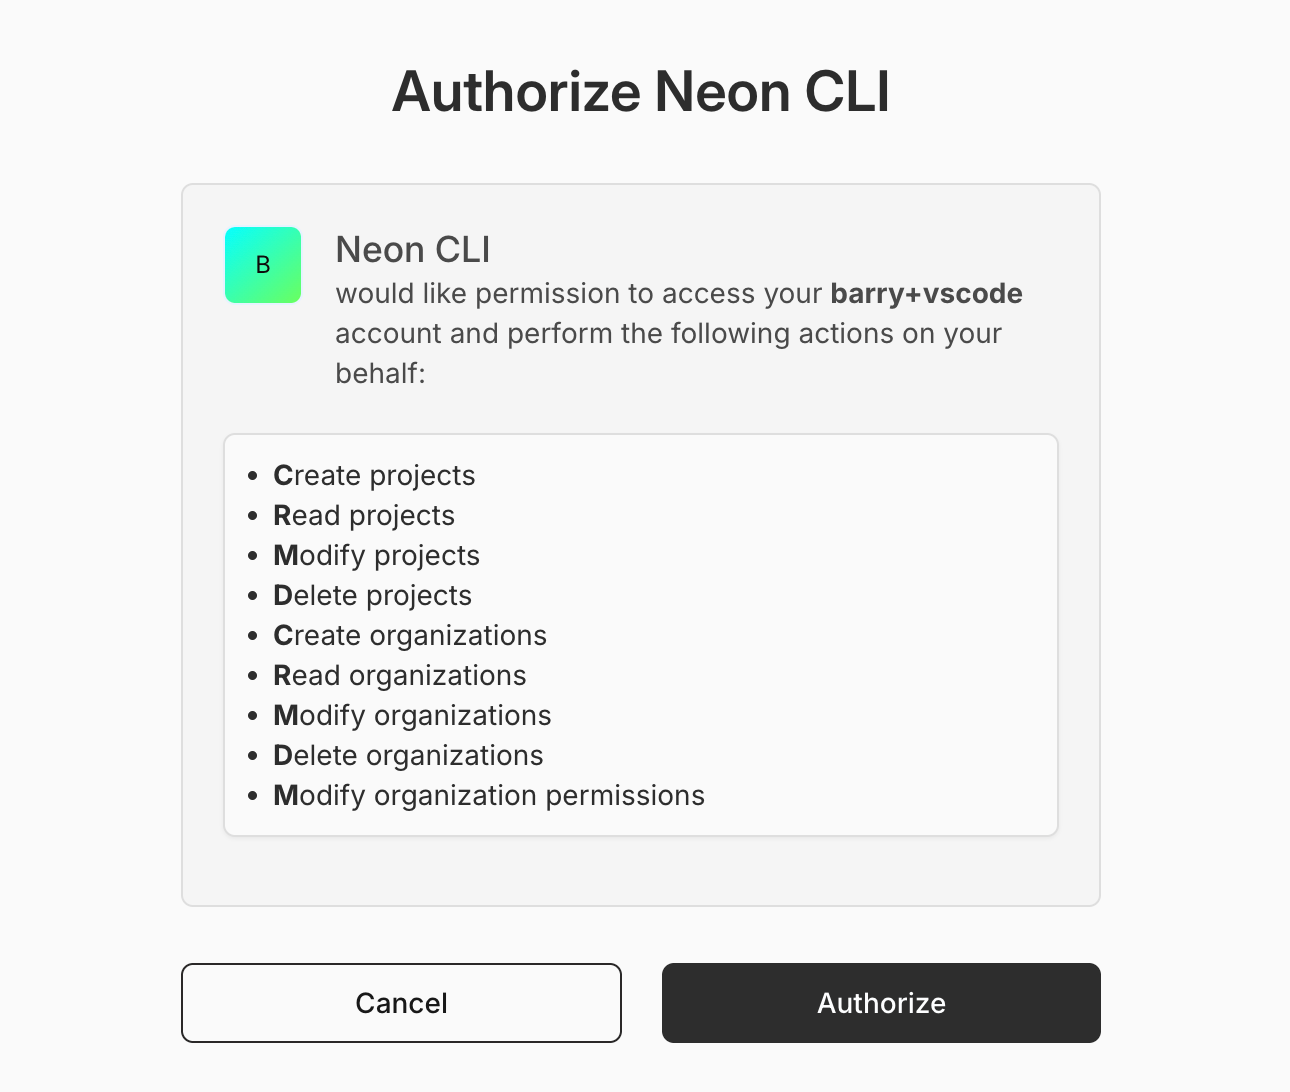 Authorize Neon CLI
B
Neon CLI
would like permission to access your barry+vscode
account and perform the following actions on your
behalf:
• Create projects
• Read projects
• Modify projects
• Delete projects
• Create organizations
• Read organizations
• Modify organizations
• Delete organizations
• Modify organization permissions
Cancel
Authorize